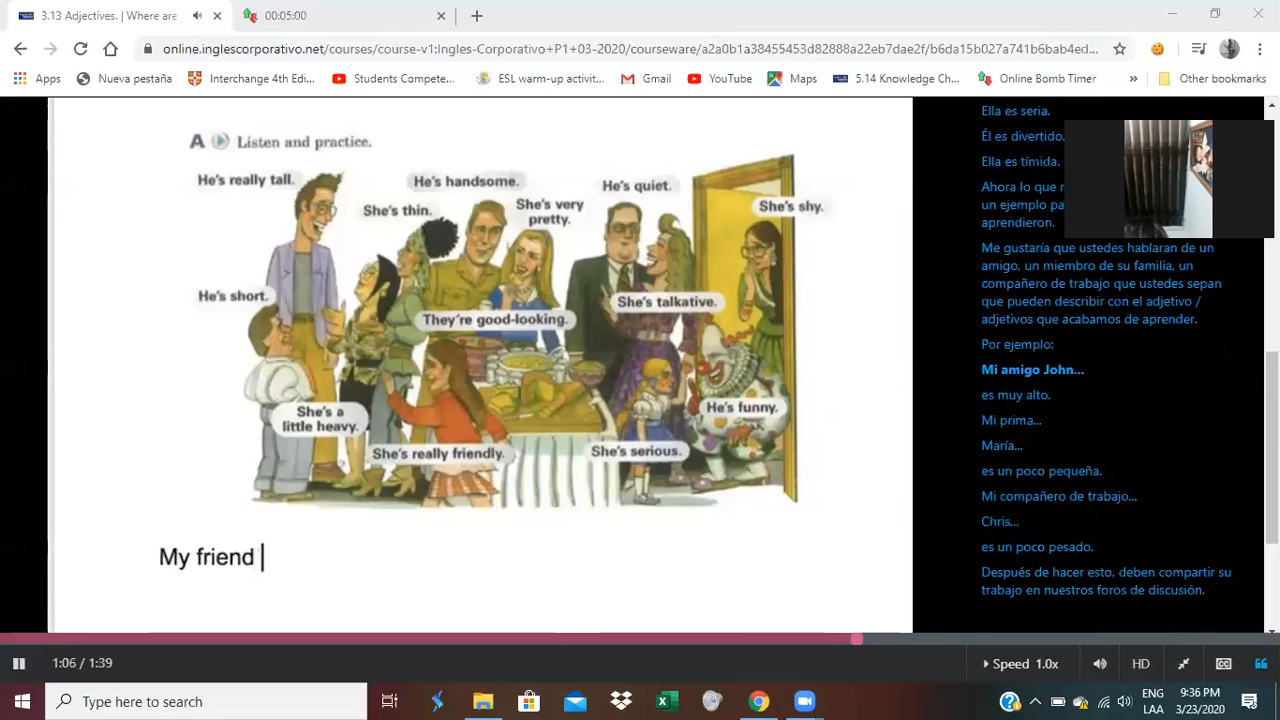 3.13 Adjectives. | Where are
00:05:00
online.inglescorporativo.net/courses/course-v1:Ingles-Corporativo+P1+03-2020/courseware/a2a0b1a38455453d82888a22eb7dae2f/b6da15b027a741b6bab4ed...
Apps
Nueva pestaña
Interchange 4th Edi...
Students Compete...
ESL warm-up activit...
Gmail
YouTube
Maps
5.14 Knowledge Ch...
Online Bomb Timer
»
Other bookmarks
A Listen and practice.
He's really tall.
He's handsome.
He's quiet.
She's thin.
She's very
pretty.
She's shy.
He's short.
She's talkative.
They're good-looking.
She's a
little heavy.
He's funny.
She's really friendly.
She's serious.
My friend
Ella es seria.
Él es divertido.
Ella es tímida.
Ahora lo que
un ejemplo pa
aprendieron.
Me gustaría que ustedes hablaran de un
amigo, un miembro de su familia, un
compañero de trabajo que ustedes sepan
que pueden describir con el adjetivo /
adjetivos que acabamos de aprender.
Por ejemplo:
Mi amigo John...
es muy alto.
Mi prima...
María...
es un poco pequeña.
Mi compañero de trabajo...
Chris...
es un poco pesado.
Después de hacer esto, deben compartir su
trabajo en nuestros foros de discusión.
1:06 / 1:39
Speed 1.0x
HD
Type here to search
ENG
LAA
9:36 PM
3/23/2020